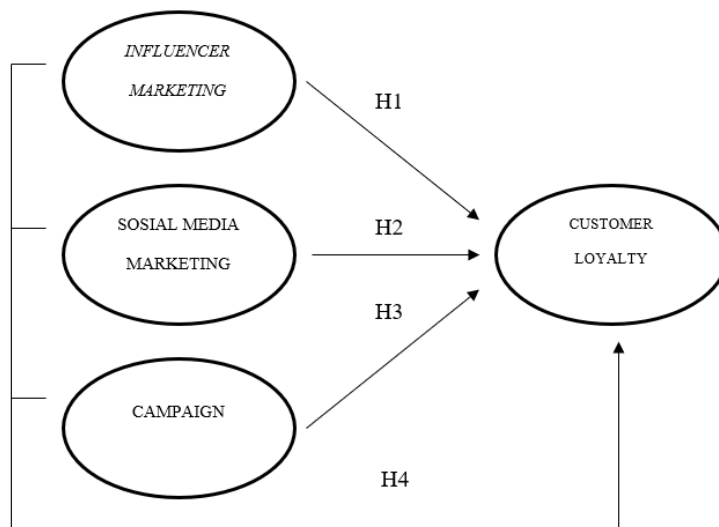 INFLUENCER
MARKETING
H1
SOSIAL MEDIA
MARKETING
H2
CUSTOMER
LOYALTY
H3
CAMPAIGN
H4